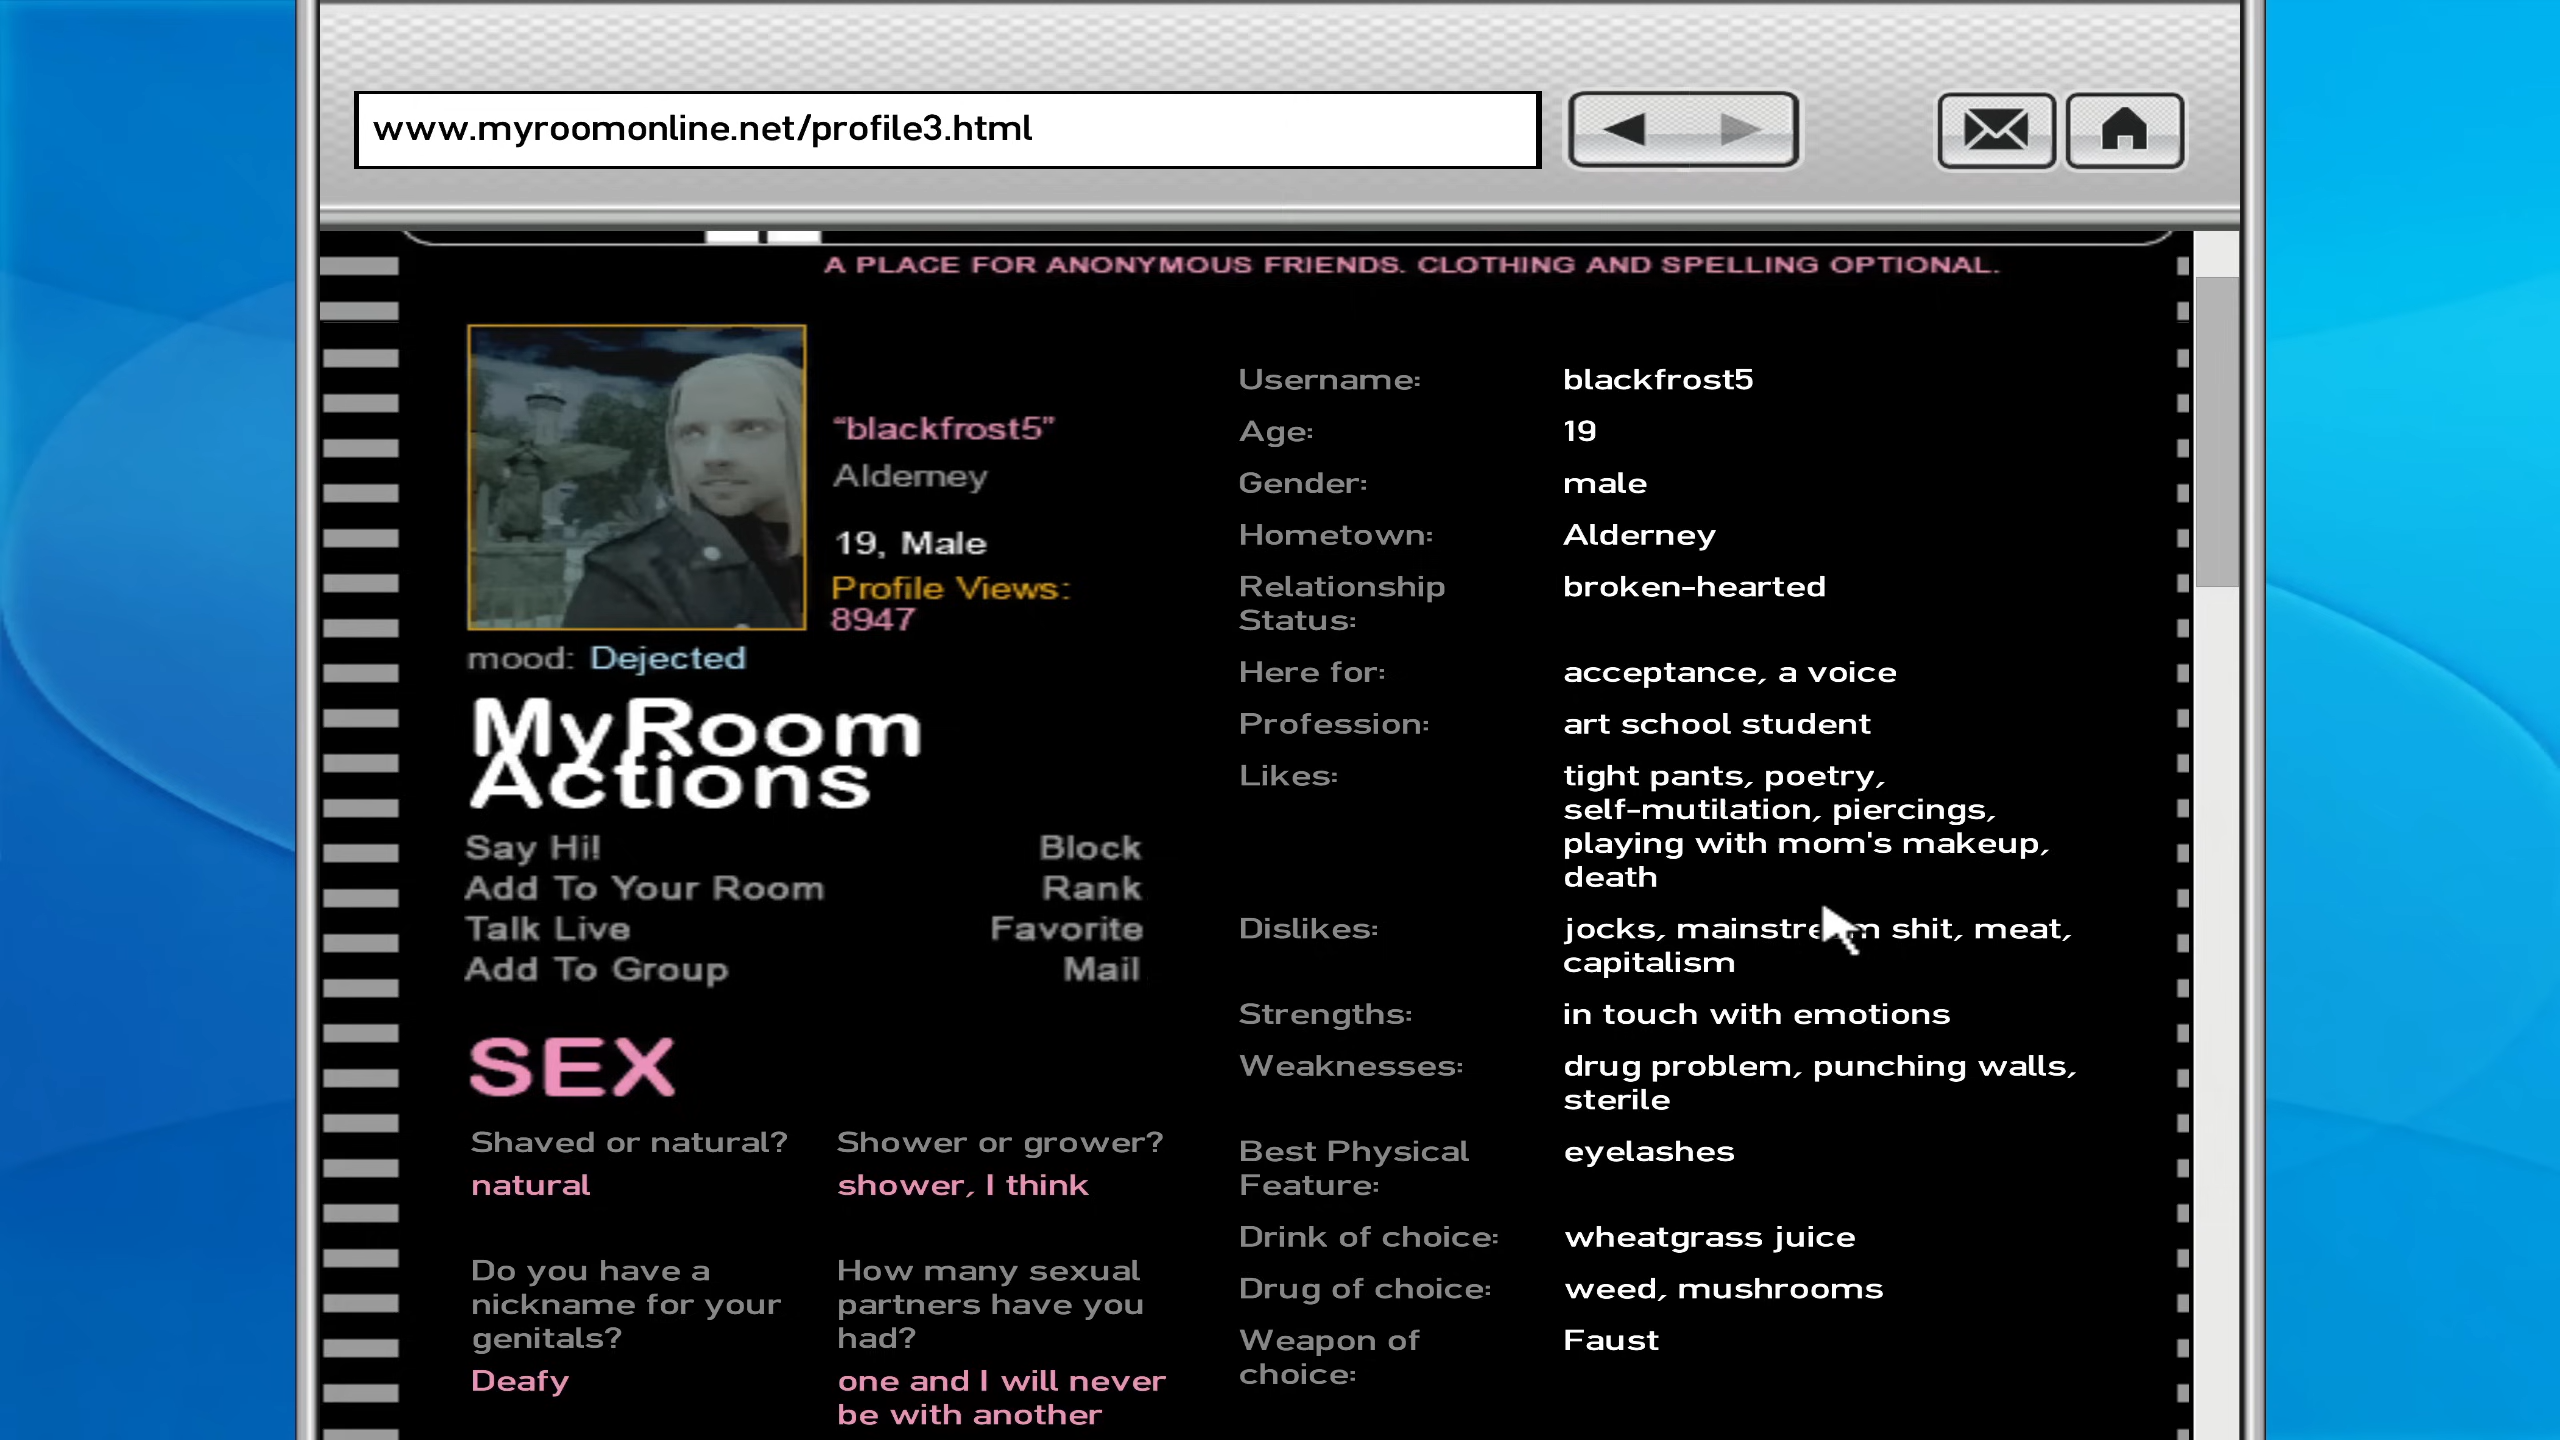 www.myroomonline.net/profile3.html
A PLACE FOR ANONYMOUS FRIENDS. CLOTHING AND SPELLING OPTIONAL.
"blackfrost5"
Alderney
19, Male
Profile Views:
8947
mood: Dejected
MyRoom
Actions
Say Hi! Block
Add To Your Room Rank
Talk Live Favorite
Add To Group Mail
SEX
Shaved or natural?
natural
Shower or grower?
shower, I think
Do you have a
nickname for your
genitals?
Deafy
How many sexual
partners have you
had?
one and I will never
be with another
Username: blackfrost5
Age: 19
Gender: male
Hometown: Alderney
Relationship broken-hearted
Status:
Here for: acceptance, a voice
Profession: art school student
Likes: tight pants, poetry,
self-mutilation, piercings,
playing with mom's makeup,
death
Dislikes: jocks, mainstream shit, meat,
capitalism
Strengths: in touch with emotions
Weaknesses: drug problem, punching walls,
sterile
Best Physical eyelashes
Feature:
Drink of choice: wheatgrass juice
Drug of choice: weed, mushrooms
Weapon of Faust
choice: